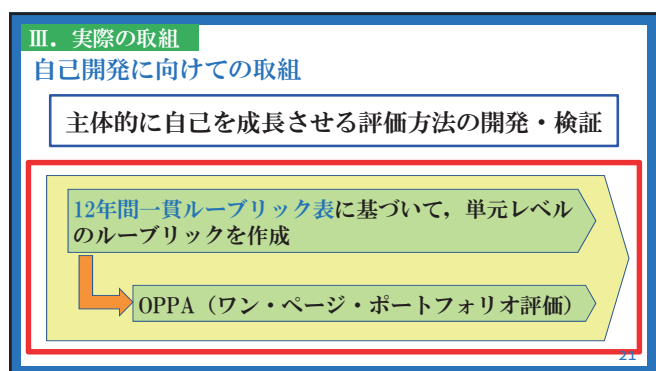 Ⅲ．実際の取組
自己開発に向けての取組
主体的に自己を成長させる評価方法の開発・検証
12年間一貫ルーブリック表に基づいて，単元レベル
のルーブリックを作成
OPPA（ワン・ページ・ポートフォリオ評価）
21